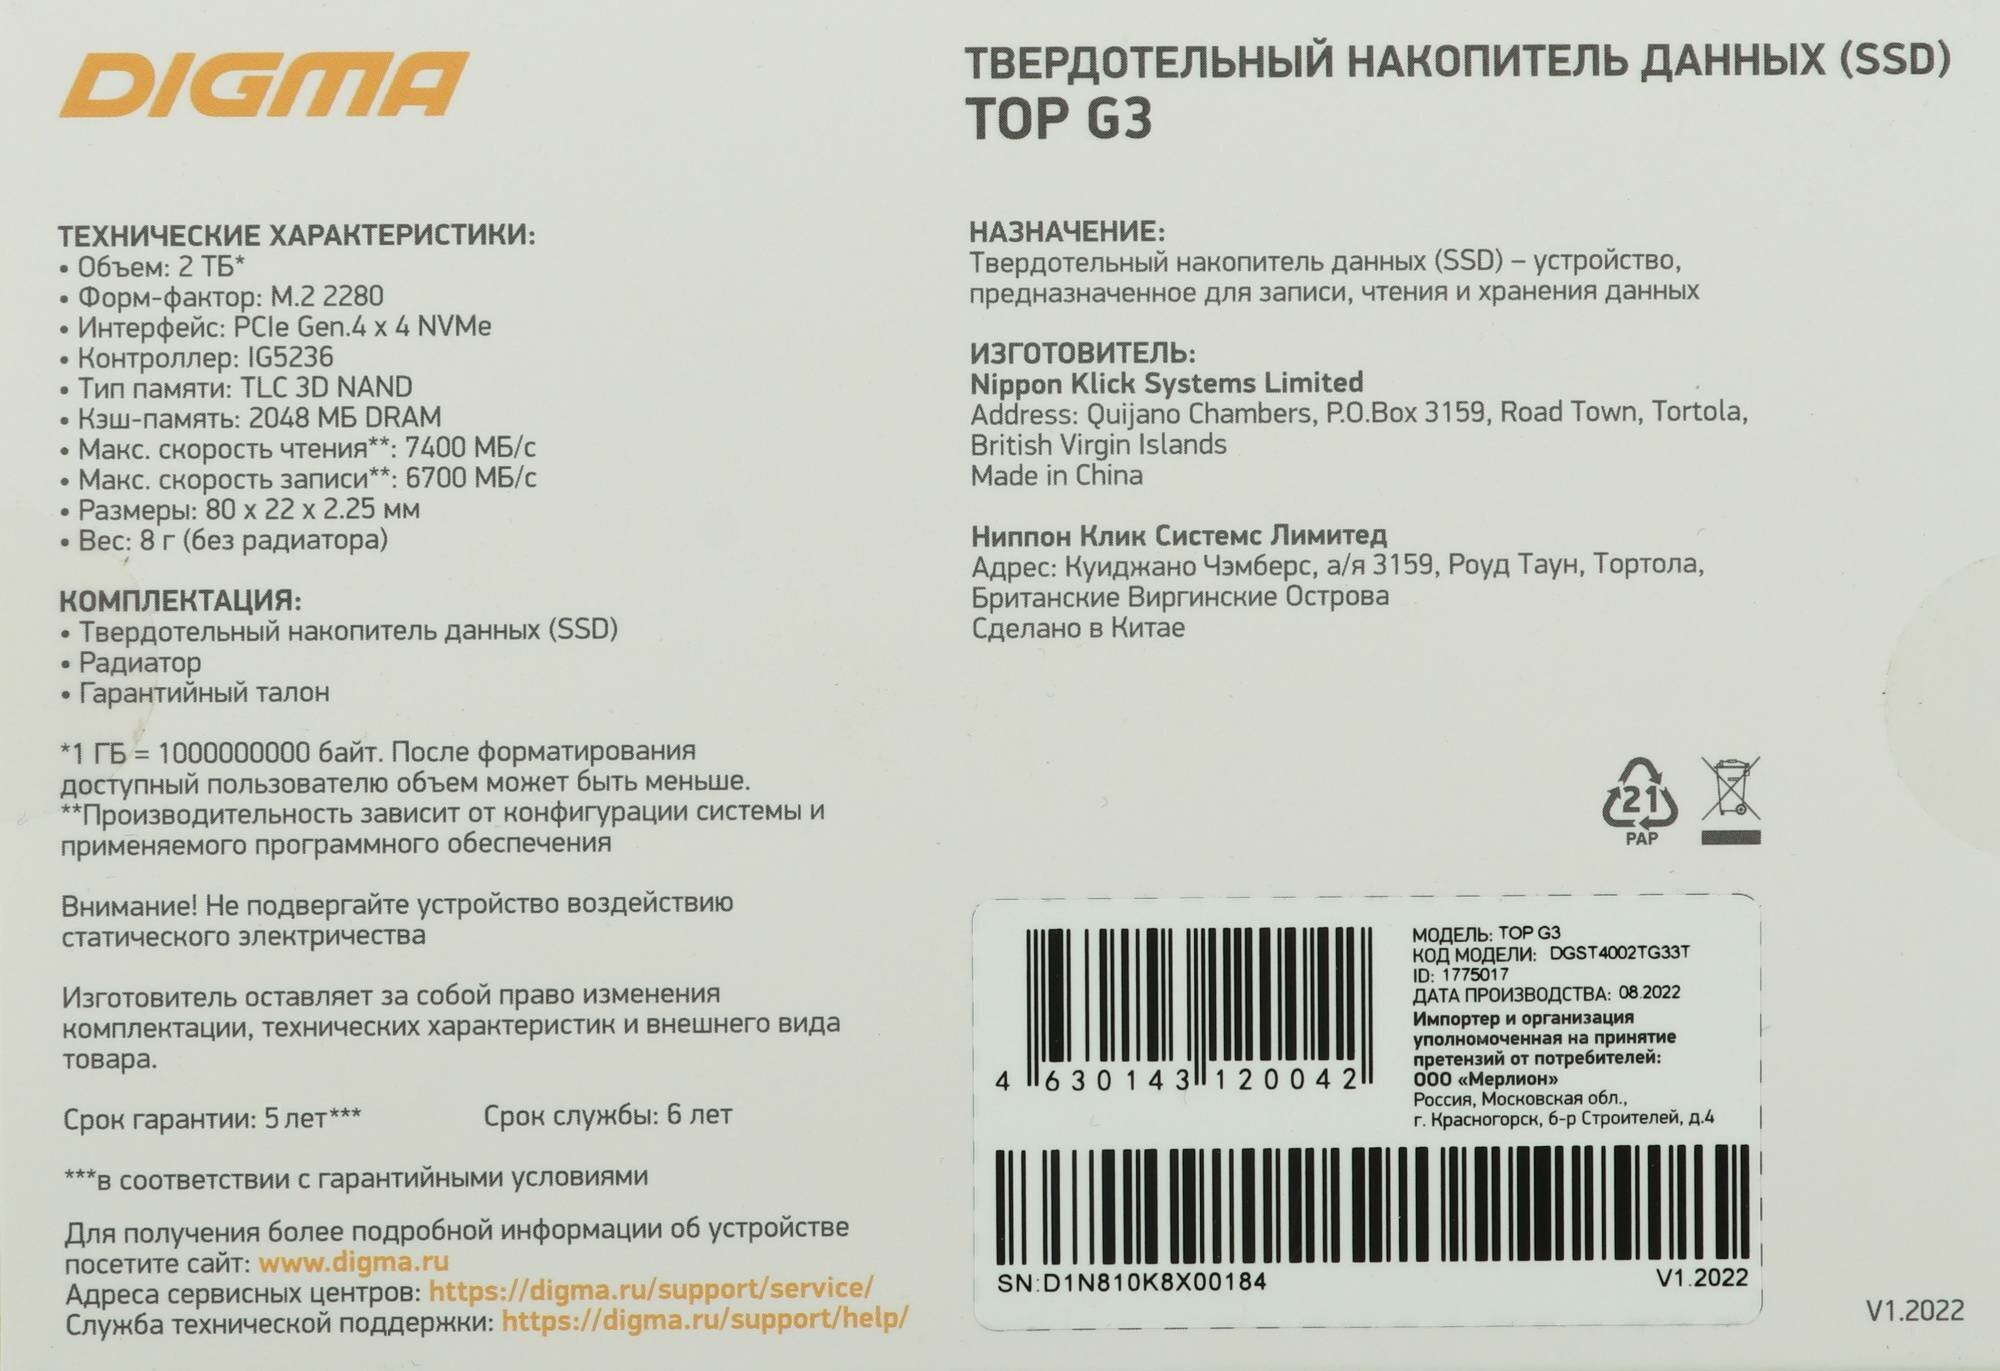 DIGMA
ТВЕРДОТЕЛЬНЫЙ НАКОПИТЕЛЬ ДАННЫХ (SSD)
TOP G3
ТЕХНИЧЕСКИЕ ХАРАКТЕРИСТИКИ:
• Объем: 2 ТБ*
• Форм-фактор: M.2 2280
• Интерфейс: PCIe Gen.4 x 4 NVMe
• Контроллер: IG5236
• Тип памяти: TLC 3D NAND
• Кэш-память: 2048 МБ DRAM
• Макс. скорость чтения**: 7400 МБ/с
• Макс. скорость записи**: 6700 МБ/с
• Размеры: 80 x 22 x 2.25 мм
• Вес: 8 г (без радиатора)
КОМПЛЕКТАЦИЯ:
• Твердотельный накопитель данных (SSD)
• Радиатор
• Гарантийный талон
*1 ГБ = 1000000000 байт. После форматирования
доступный пользователю объем может быть меньше.
**Производительность зависит от конфигурации системы и
применяемого программного обеспечения
Внимание! Не подвергайте устройство воздействию
статического электричества
Изготовитель оставляет за собой право изменения
комплектации, технических характеристик и внешнего вида
товара.
Срок гарантии: 5 лет*** Срок службы: 6 лет
***в соответствии с гарантийными условиями
Для получения более подробной информации об устройстве
посетите сайт: www.digma.ru
Адреса сервисных центров: https://digma.ru/support/service/
Служба технической поддержки: https://digma.ru/support/help/
НАЗНАЧЕНИЕ:
Твердотельный накопитель данных (SSD) – устройство,
предназначенное для записи, чтения и хранения данных
ИЗГОТОВИТЕЛЬ:
Nippon Klick Systems Limited
Address: Quijano Chambers, P.O.Box 3159, Road Town, Tortola,
British Virgin Islands
Made in China
Ниппон Клик Системс Лимитед
Адрес: Куиджано Чэмберс, а/я 3159, Роуд Таун, Тортола,
Британские Виргинские Острова
Сделано в Китае
21
PAP
4 630143 120042
МОДЕЛЬ: TOP G3
КОД МОДЕЛИ: DGST4002TG33T
ID: 1775017
ДАТА ПРОИЗВОДСТВА: 08.2022
Импортер и организация
уполномоченная на принятие
претензий от потребителей:
ООО «Мерлион»
Россия, Московская обл.,
г. Красногорск, б-р Строителей, д.4
SN:D1N810K8X00184
V1.2022
V1.2022